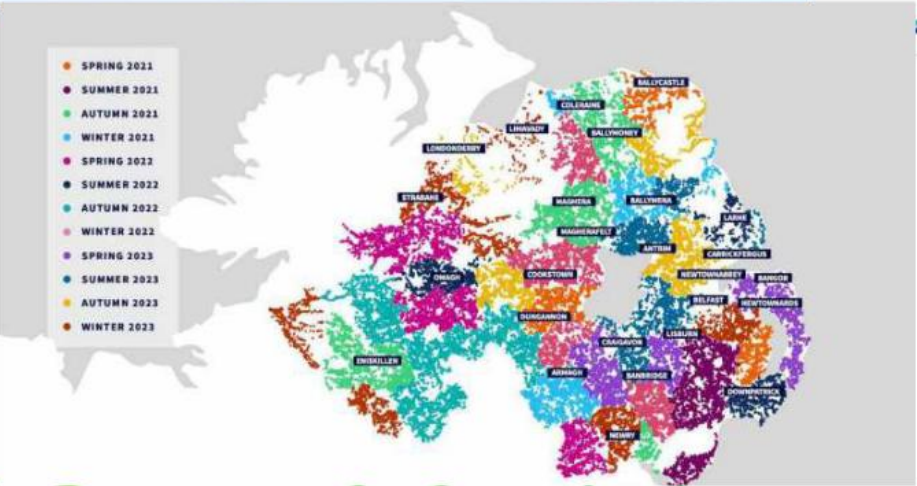 SPRING 2021
SUMMER 2021
AUTUMN 2021
WINTER 2021
SPRING 2022
SUMMER 2022
AUTUMN 2022
WINTER 2022
SPRING 2023
SUMMER 2023
AUTUMN 2023
WINTER 2023
BALLYCASTLE
COLERAINE
LIMAVADY
BALLYMONEY
LONDONDERRY
STRABANE
MAGHERA
BALLYMENA
LARNE
MAGHERAFELT
ANTRIM
CARRICKFERGUS
OMAGH
COOKSTOWN
NEWTOWNABBEY
BANGOR
BELFAST
NEWTOWNARDS
DUNGANNON
LISBURN
CRAIGAVON
ENISKILLEN
ARMAGH
BANBRIDGE
DOWNPATRICK
NEWRY